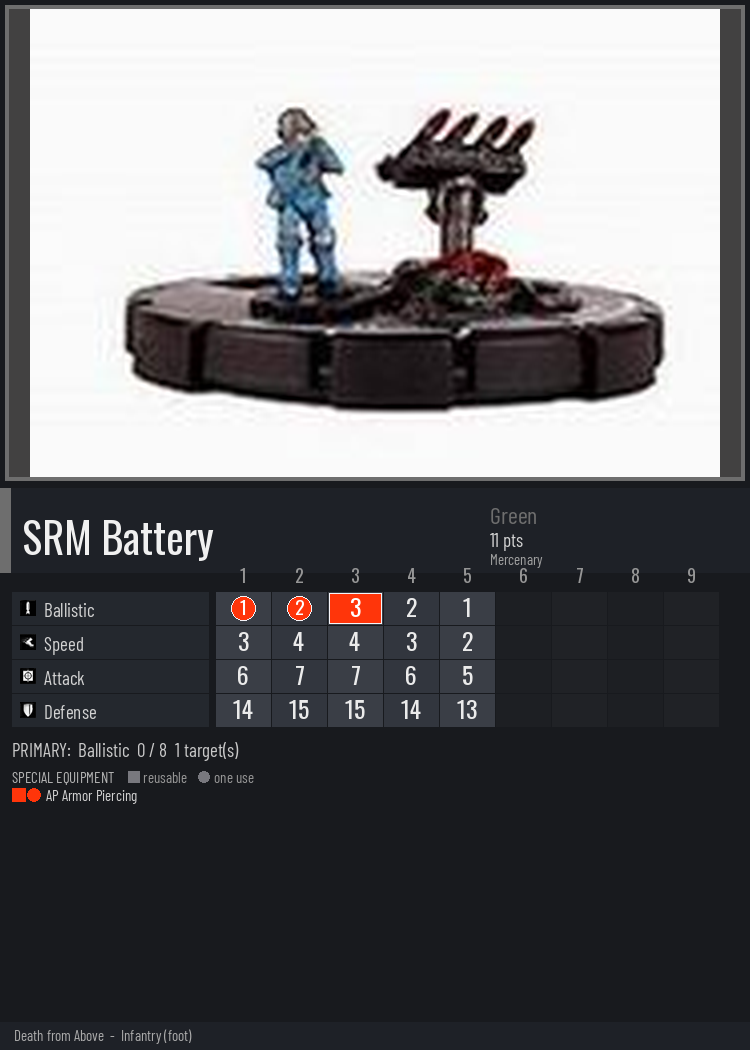 SRM Battery
Green
11 pts
Mercenary
1 2 3 4 5 6 7 8 9
Ballistic 1 2 3 2 1
Speed 3 4 4 3 2
Attack 6 7 7 6 5
Defense 14 15 15 14 13
PRIMARY: Ballistic 0 / 8 1 target(s)
SPECIAL EQUIPMENT reusable one use
AP Armor Piercing
Death from Above - Infantry (foot)